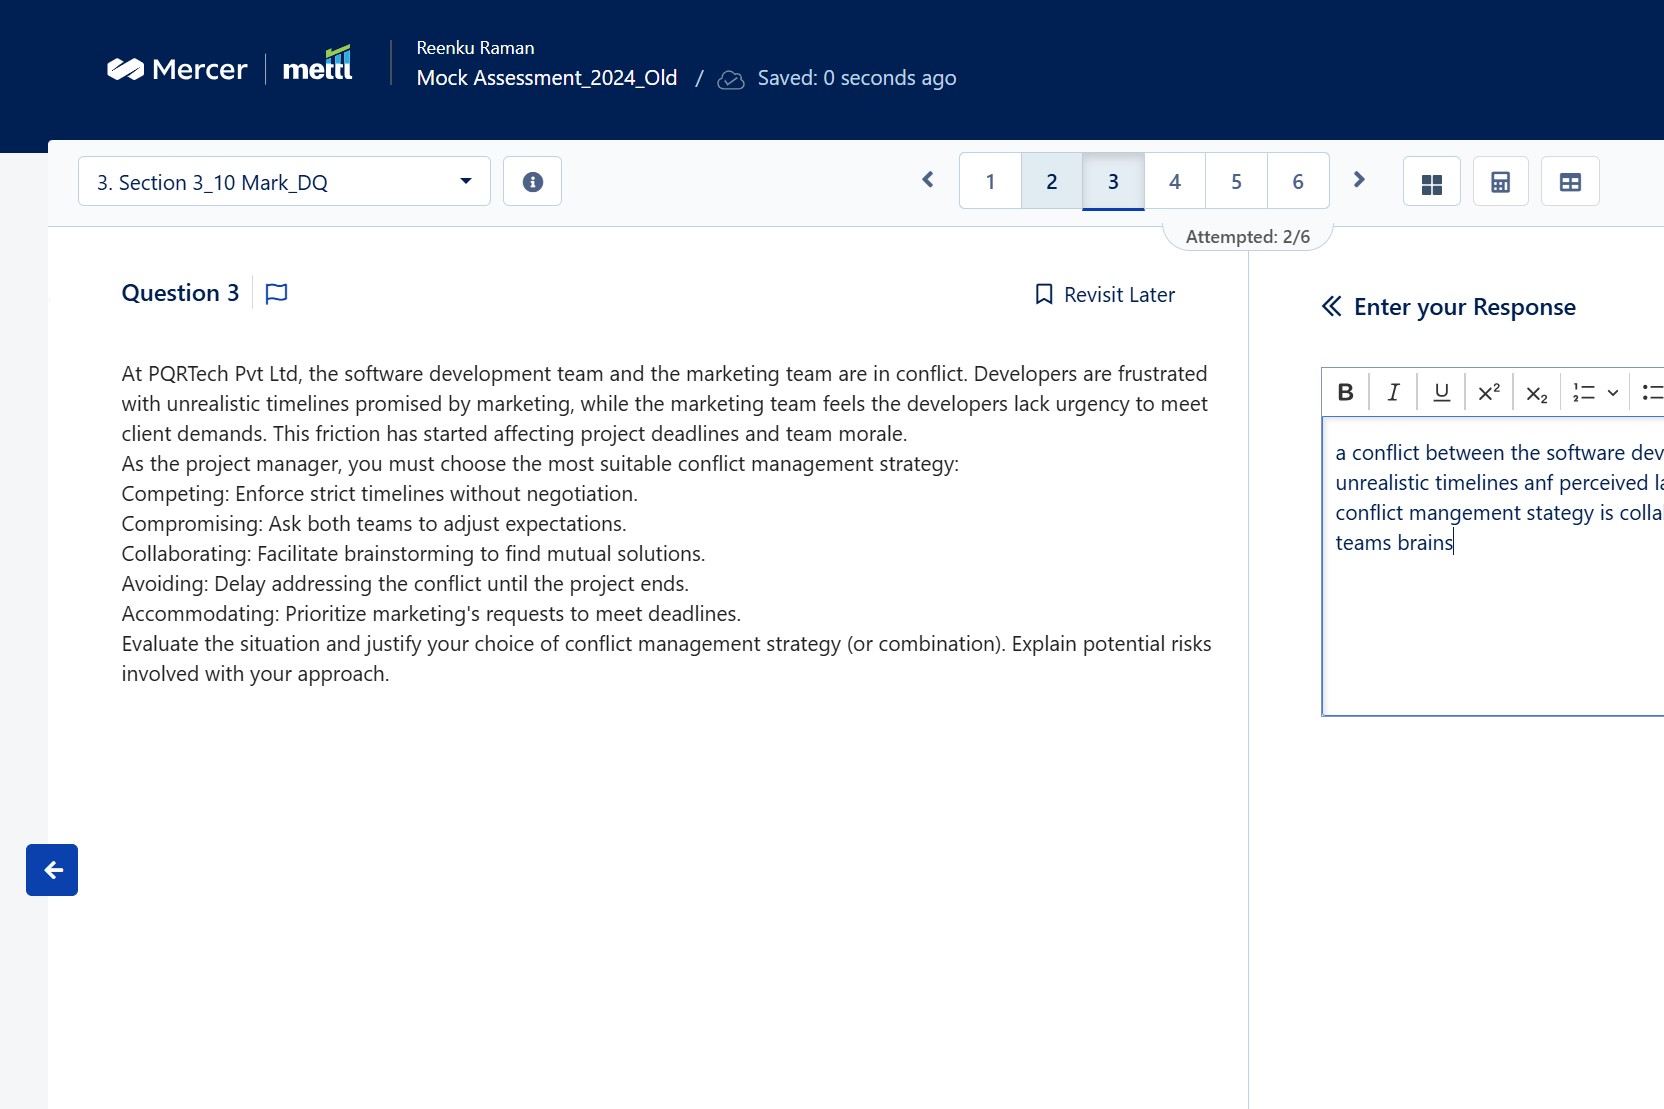 Mercer | mettl
Reenku Raman
Mock Assessment_2024_Old / Saved: 0 seconds ago
3. Section 3_10 Mark_DQ
1 2 3 4 5 6
Attempted: 2/6
Question 3
Revisit Later
At PQRTech Pvt Ltd, the software development team and the marketing team are in conflict. Developers are frustrated
with unrealistic timelines promised by marketing, while the marketing team feels the developers lack urgency to meet
client demands. This friction has started affecting project deadlines and team morale.
As the project manager, you must choose the most suitable conflict management strategy:
Competing: Enforce strict timelines without negotiation.
Compromising: Ask both teams to adjust expectations.
Collaborating: Facilitate brainstorming to find mutual solutions.
Avoiding: Delay addressing the conflict until the project ends.
Accommodating: Prioritize marketing's requests to meet deadlines.
Evaluate the situation and justify your choice of conflict management strategy (or combination). Explain potential risks
involved with your approach.
Enter your Response
B I U x² x₂
a conflict between the software dev
unrealistic timelines anf perceived la
conflict mangement stategy is colla
teams brains